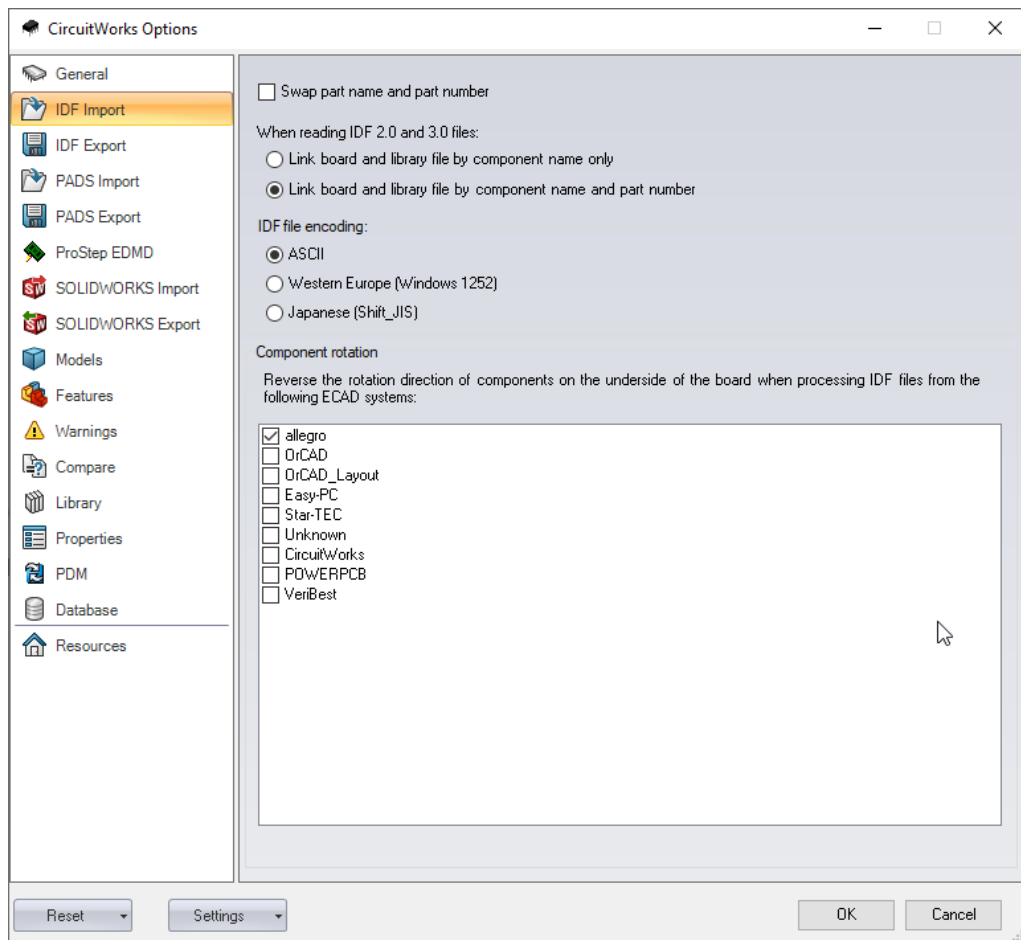 CircuitWorks Options
General
IDF Import
IDF Export
PADS Import
PADS Export
ProStep EDMD
SOLIDWORKS Import
SOLIDWORKS Export
Models
Features
Warnings
Compare
Library
Properties
PDM
Database
Resources
Swap part name and part number
When reading IDF 2.0 and 3.0 files:
Link board and library file by component name only
Link board and library file by component name and part number
IDF file encoding:
ASCII
Western Europe (Windows 1252)
Japanese (Shift_JIS)
Component rotation
Reverse the rotation direction of components on the underside of the board when processing IDF files from the
following ECAD systems:
allegro
OrCAD
OrCAD_Layout
Easy-PC
Star-TEC
Unknown
CircuitWorks
POWERPCB
VeriBest
Reset
Settings
OK
Cancel